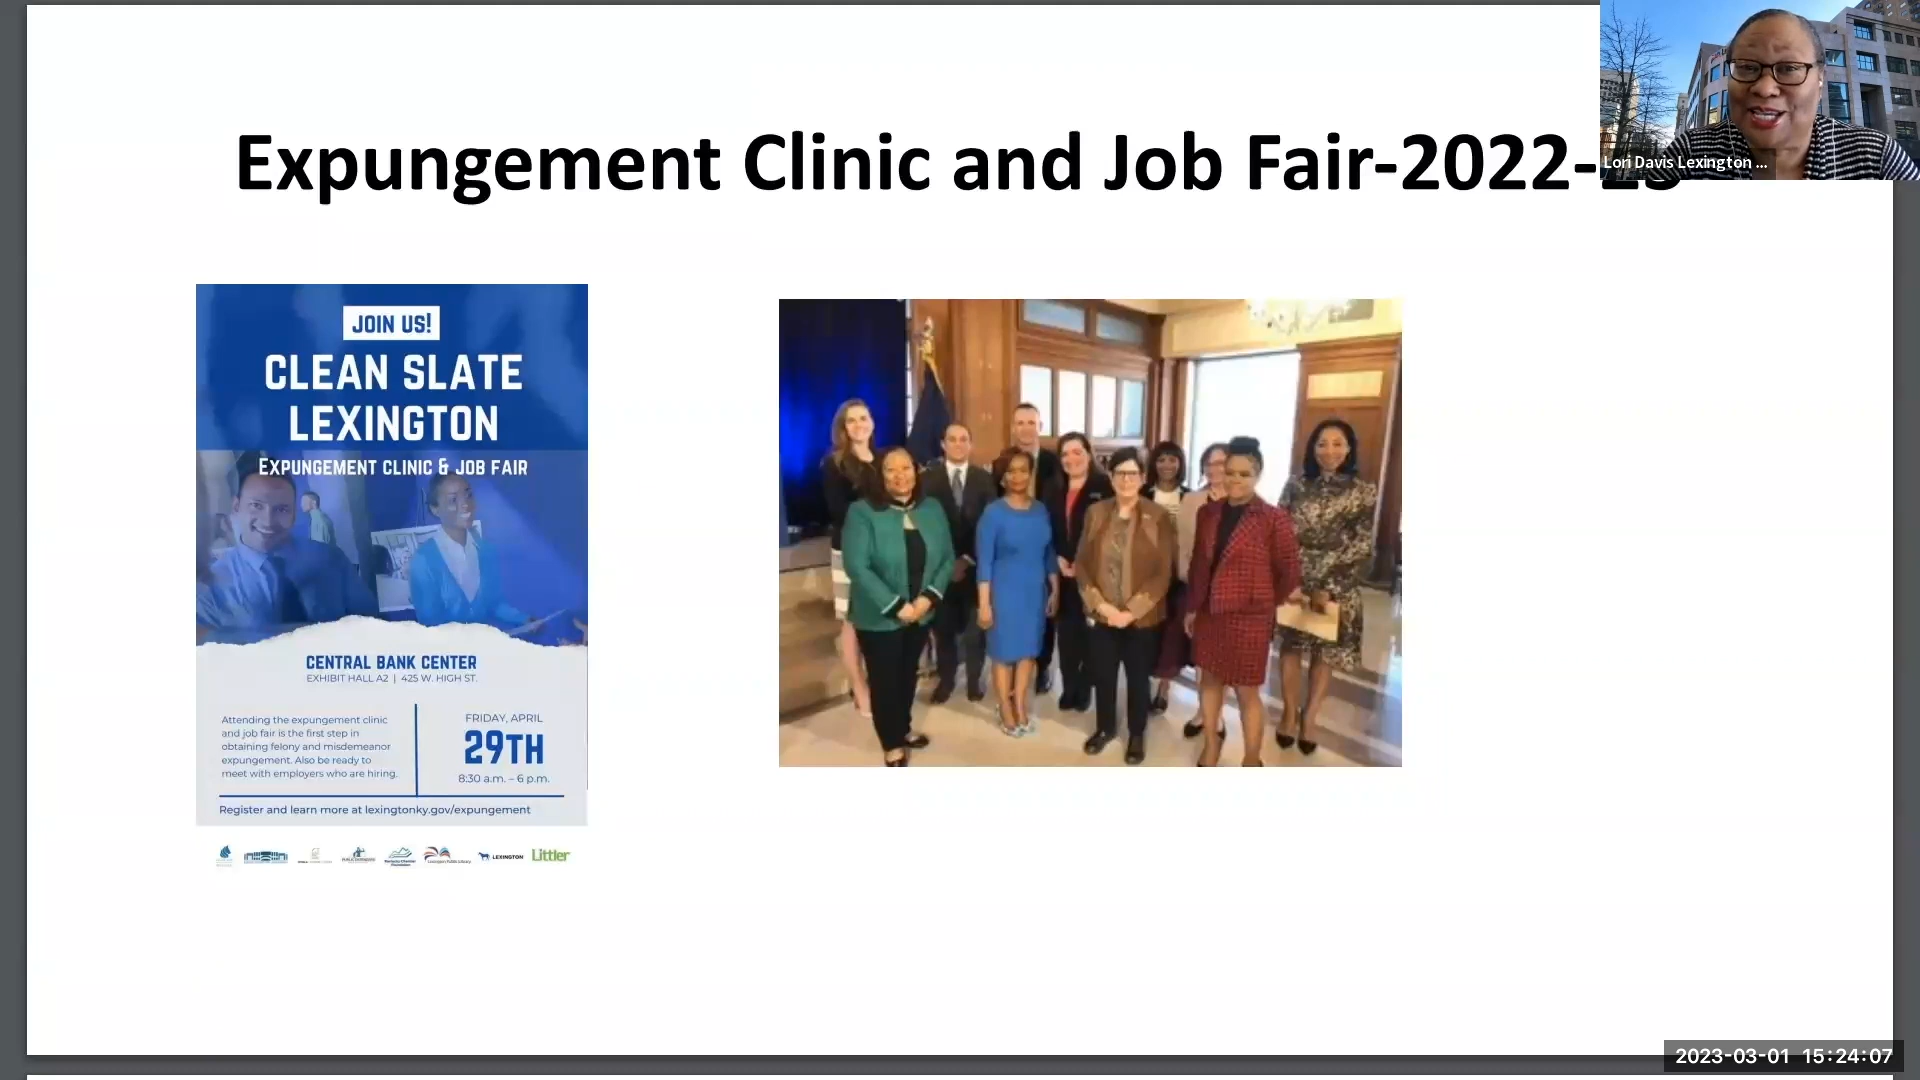 Expungement Clinic and Job Fair-2022-23
Lori Davis Lexington ...
JOIN US!
CLEAN SLATE
LEXINGTON
EXPUNGEMENT CLINIC & JOB FAIR
CENTRAL BANK CENTER
EXHIBIT HALL A2 | 425 W. HIGH ST.
Attending the expungement clinic
and job fair is the first step in
obtaining felony and misdemeanor
expungement. Also be ready to
meet with employers who are hiring.
FRIDAY, APRIL
29TH
8:30 a.m. – 6 p.m.
Register and learn more at lexingtonky.gov/expungement
LEXINGTON
Littler
2023-03-01 15:24:07